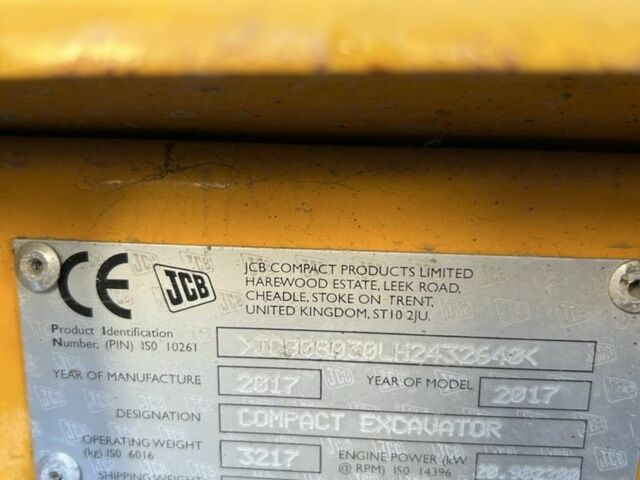 CE JCB JCB COMPACT PRODUCTS LIMITED
HAREWOOD ESTATE, LEEK ROAD,
CHEADLE, STOKE ON TRENT,
UNITED KINGDOM, ST10 2JU.
Product Identification
Number. (PIN) ISO 10261
YEAR OF MANUFACTURE 2017 YEAR OF MODEL 2017
DESIGNATION COMPACT EXCAVATOR
OPERATING WEIGHT
(kg) ISO 6016 3217
ENGINE POWER (kW
@ RPM) ISO 14396
SHIPPING WEIGHT